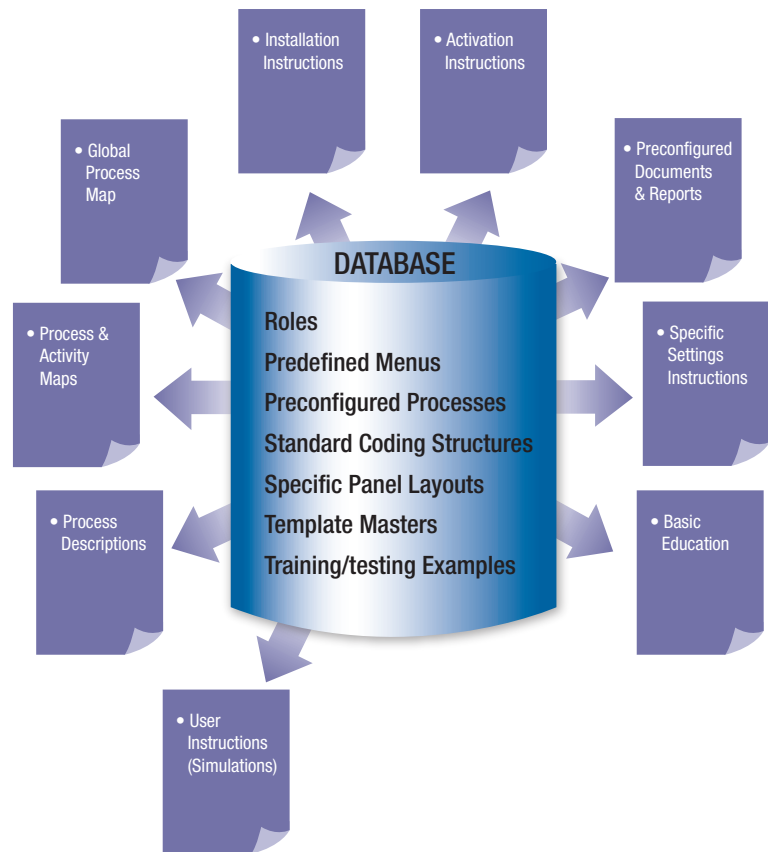 • Installation
Instructions
• Activation
Instructions
• Global
Process
Map
• Preconfigured
Documents
& Reports
DATABASE
Roles
Predefined Menus
Preconfigured Processes
Standard Coding Structures
Specific Panel Layouts
Template Masters
Training/testing Examples
• Process &
Activity
Maps
• Specific
Settings
Instructions
• Process
Descriptions
• Basic
Education
• User
Instructions
(Simulations)